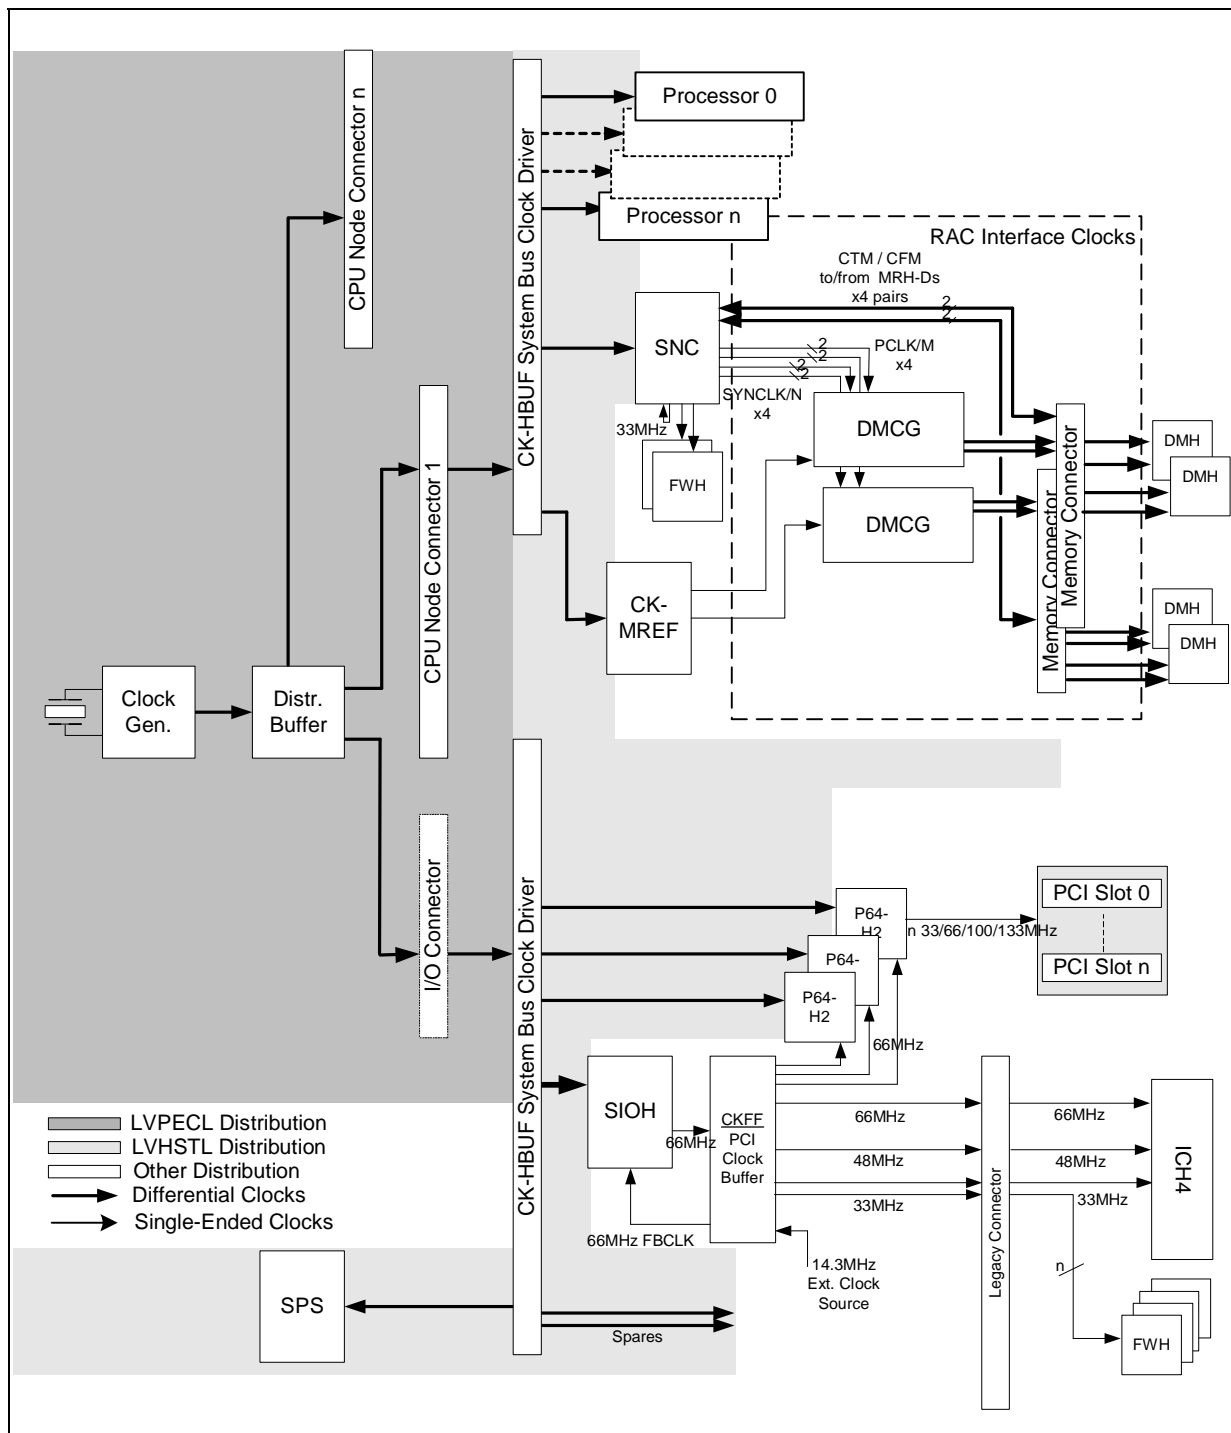 CPU Node Connector n
CK-HBUF System Bus Clock Driver
Processor 0
Processor n
RAC Interface Clocks
CTM / CFM
to/from MRH-Ds
x4 pairs
2
2
SNC
2
2
PCLK/M
x4
2
2
SYNCLK/N
x4
33MHz
FWH
DMCG
DMCG
CPU Node Connector 1
Memory Connector
Memory Connector
DMH
DMH
DMH
DMH
CK-
MREF
Clock
Gen.
Distr.
Buffer
I/O Connector
CK-HBUF System Bus Clock Driver
P64-
H2
P64-
P64-
H2
n 33/66/100/133MHz
PCI Slot 0
PCI Slot n
66MHz
SIOH
66MHz
CKFF
PCI
Clock
Buffer
66MHz
48MHz
33MHz
66MHz FBCLK
14.3MHz
Ext. Clock
Source
Legacy Connector
66MHz
48MHz
33MHz
ICH4
n
FWH
LVPECL Distribution
LVHSTL Distribution
Other Distribution
Differential Clocks
Single-Ended Clocks
SPS
Spares